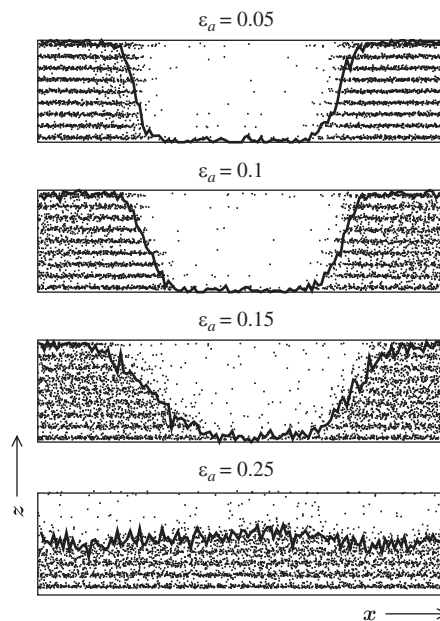 εₐ = 0.05
εₐ = 0.1
εₐ = 0.15
εₐ = 0.25
z
x